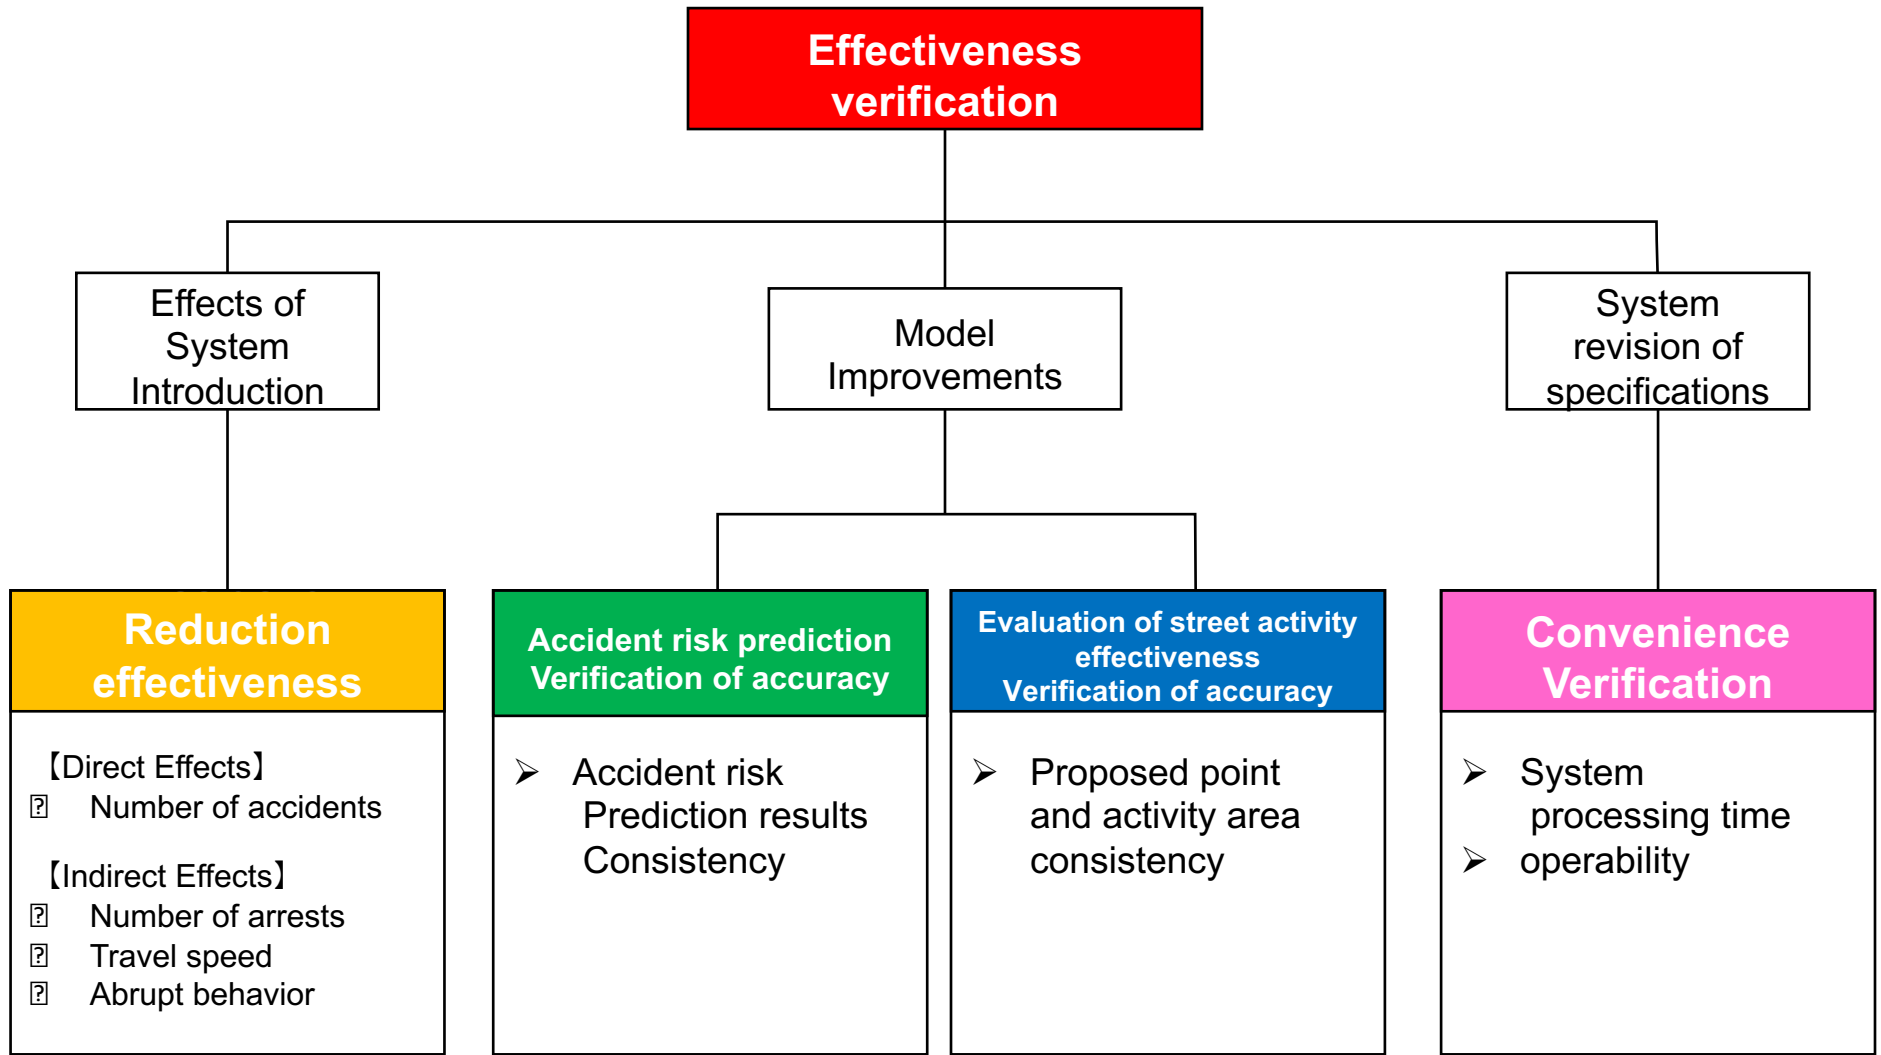 Effectiveness
verification
Effects of
System
Introduction
Model
Improvements
System
revision of
specifications
Reduction
effectiveness
【Direct Effects】
⍰ Number of accidents
【Indirect Effects】
⍰ Number of arrests
⍰ Travel speed
⍰ Abrupt behavior
Accident risk prediction
Verification of accuracy
➢ Accident risk
Prediction results
Consistency
Evaluation of street activity
effectiveness
Verification of accuracy
➢ Proposed point
and activity area
consistency
Convenience
Verification
➢ System
processing time
➢ operability